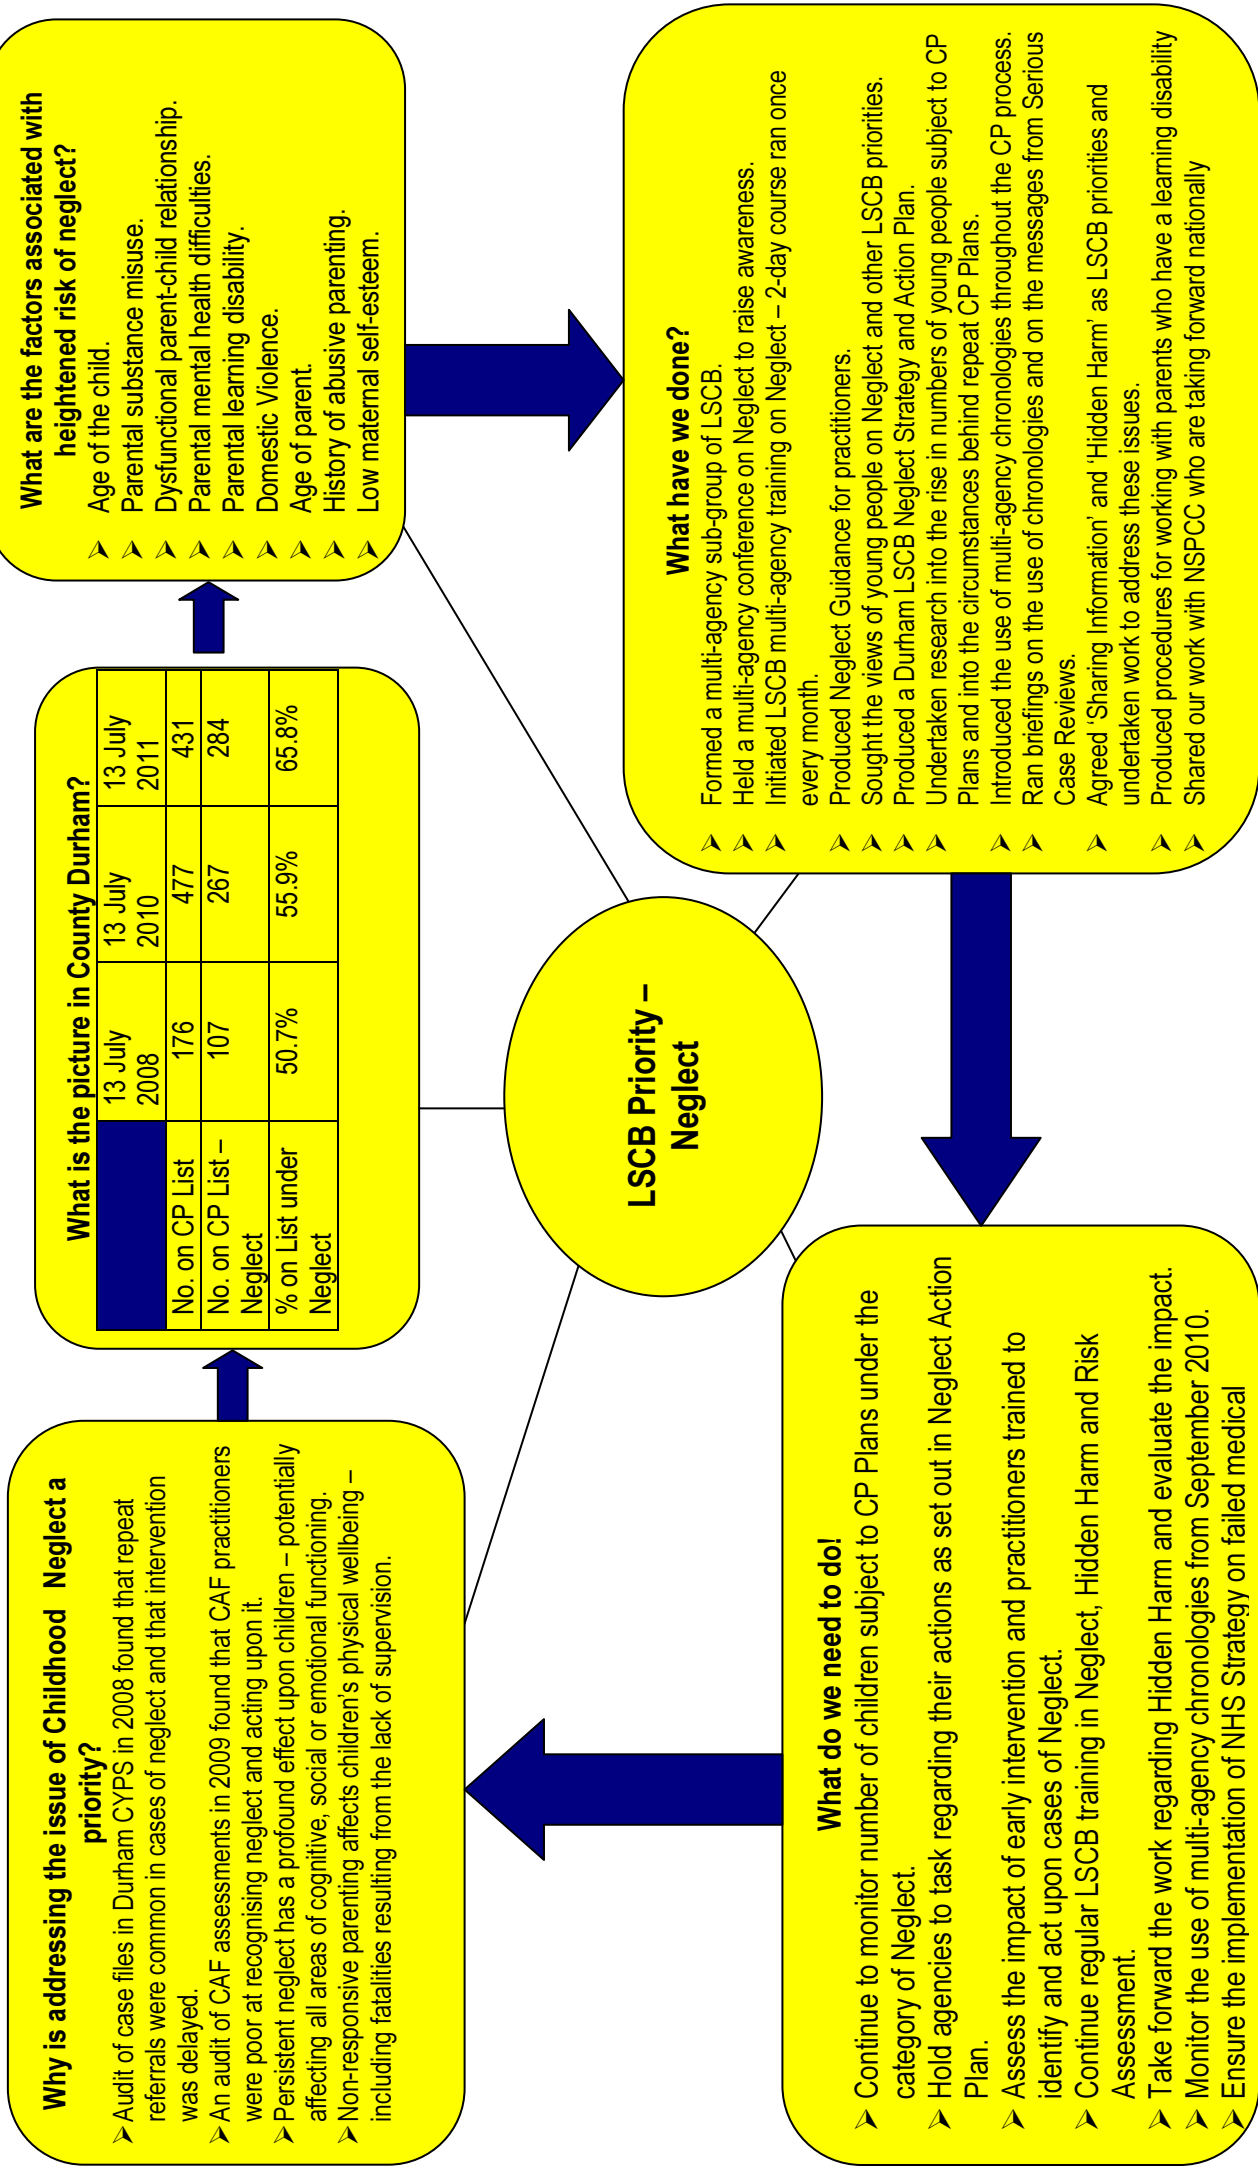 Why is addressing the issue of Childhood Neglect a
priority?
➢ Audit of case files in Durham CYPS in 2008 found that repeat
referrals were common in cases of neglect and that intervention
was delayed.
➢ An audit of CAF assessments in 2009 found that CAF practitioners
were poor at recognising neglect and acting upon it.
➢ Persistent neglect has a profound effect upon children – potentially
affecting all areas of cognitive, social or emotional functioning.
➢ Non-responsive parenting affects children's physical wellbeing –
including fatalities resulting from the lack of supervision.
What is the picture in County Durham?
13 July 2008 13 July 2010 13 July 2011
No. on CP List 176 477 431
No. on CP List – Neglect 107 267 284
% on List under Neglect 50.7% 55.9% 65.8%
What are the factors associated with
heightened risk of neglect?
➢ Age of the child.
➢ Parental substance misuse.
➢ Dysfunctional parent-child relationship.
➢ Parental mental health difficulties.
➢ Parental learning disability.
➢ Domestic Violence.
➢ Age of parent.
➢ History of abusive parenting.
➢ Low maternal self-esteem.
LSCB Priority –
Neglect
What do we need to do!
➢ Continue to monitor number of children subject to CP Plans under the
category of Neglect.
➢ Hold agencies to task regarding their actions as set out in Neglect Action
Plan.
➢ Assess the impact of early intervention and practitioners trained to
identify and act upon cases of Neglect.
➢ Continue regular LSCB training in Neglect, Hidden Harm and Risk
Assessment.
➢ Take forward the work regarding Hidden Harm and evaluate the impact.
➢ Monitor the use of multi-agency chronologies from September 2010.
➢ Ensure the implementation of NHS Strategy on failed medical
What have we done?
➢ Formed a multi-agency sub-group of LSCB.
➢ Held a multi-agency conference on Neglect to raise awareness.
➢ Initiated LSCB multi-agency training on Neglect – 2-day course ran once
every month.
➢ Produced Neglect Guidance for practitioners.
➢ Sought the views of young people on Neglect and other LSCB priorities.
➢ Produced a Durham LSCB Neglect Strategy and Action Plan.
➢ Undertaken research into the rise in numbers of young people subject to CP
Plans and into the circumstances behind repeat CP Plans.
➢ Introduced the use of multi-agency chronologies throughout the CP process.
➢ Ran briefings on the use of chronologies and on the messages from Serious
Case Reviews.
➢ Agreed 'Sharing Information' and 'Hidden Harm' as LSCB priorities and
undertaken work to address these issues.
➢ Produced procedures for working with parents who have a learning disability
➢ Shared our work with NSPCC who are taking forward nationally